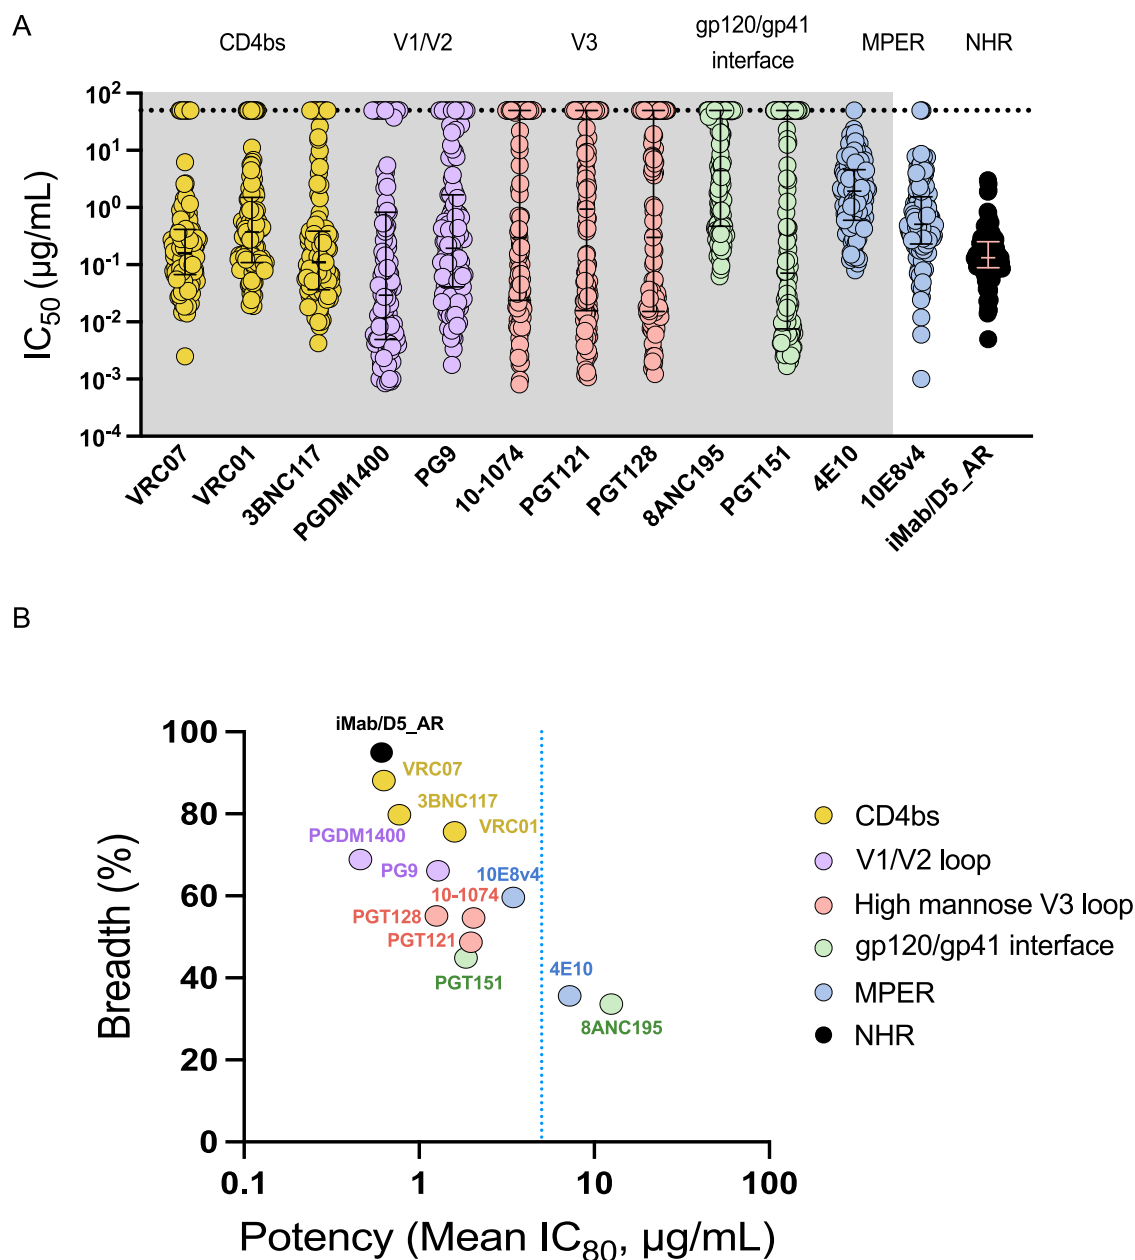 A
CD4bs V1/V2 V3 gp120/gp41 interface MPER NHR
IC50 (μg/mL)
10^2
10^1
10^0
10^-1
10^-2
10^-3
10^-4
VRC07 VRC01 3BNC117 PGDM1400 PG9 10-1074 PGT121 PGT128 8ANC195 PGT151 4E10 10E8v4 iMab/D5_AR
B
Breadth (%)
100
80
60
40
20
0
iMab/D5_AR
VRC07
3BNC117
VRC01
PGDM1400
PG9
10E8v4
10-1074
PGT128
PGT121
PGT151
4E10
8ANC195
0.1 1 10 100
Potency (Mean IC80, μg/mL)
CD4bs
V1/V2 loop
High mannose V3 loop
gp120/gp41 interface
MPER
NHR